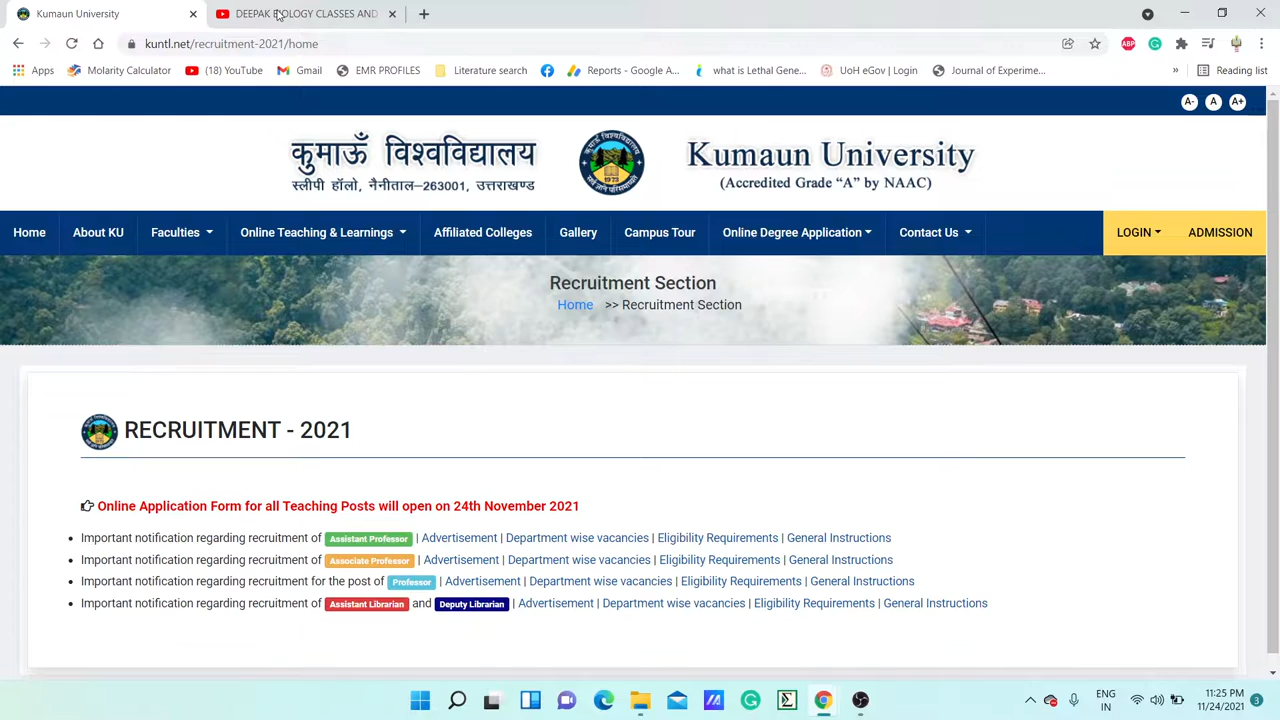 Kumaun University
DEEPAK BIOLOGY CLASSES AND
kuntl.net/recruitment-2021/home
Apps
Molarity Calculator
(18) YouTube
Gmail
EMR PROFILES
Literature search
Reports - Google A...
what is Lethal Gene...
UoH eGov | Login
Journal of Experime...
»
Reading list
A- A A+
कुमाऊँ विश्वविद्यालय
स्लीपी हॉलो, नैनीताल–263001, उत्तराखण्ड
1973
Kumaun University
(Accredited Grade “A” by NAAC)
Home
About KU
Faculties
Online Teaching & Learnings
Affiliated Colleges
Gallery
Campus Tour
Online Degree Application
Contact Us
LOGIN
ADMISSION
Recruitment Section
Home >> Recruitment Section
RECRUITMENT - 2021
Online Application Form for all Teaching Posts will open on 24th November 2021
Important notification regarding recruitment of Assistant Professor | Advertisement | Department wise vacancies | Eligibility Requirements | General Instructions
Important notification regarding recruitment of Associate Professor | Advertisement | Department wise vacancies | Eligibility Requirements | General Instructions
Important notification regarding recruitment for the post of Professor | Advertisement | Department wise vacancies | Eligibility Requirements | General Instructions
Important notification regarding recruitment of Assistant Librarian and Deputy Librarian | Advertisement | Department wise vacancies | Eligibility Requirements | General Instructions
ENG
IN
11:25 PM
11/24/2021
3